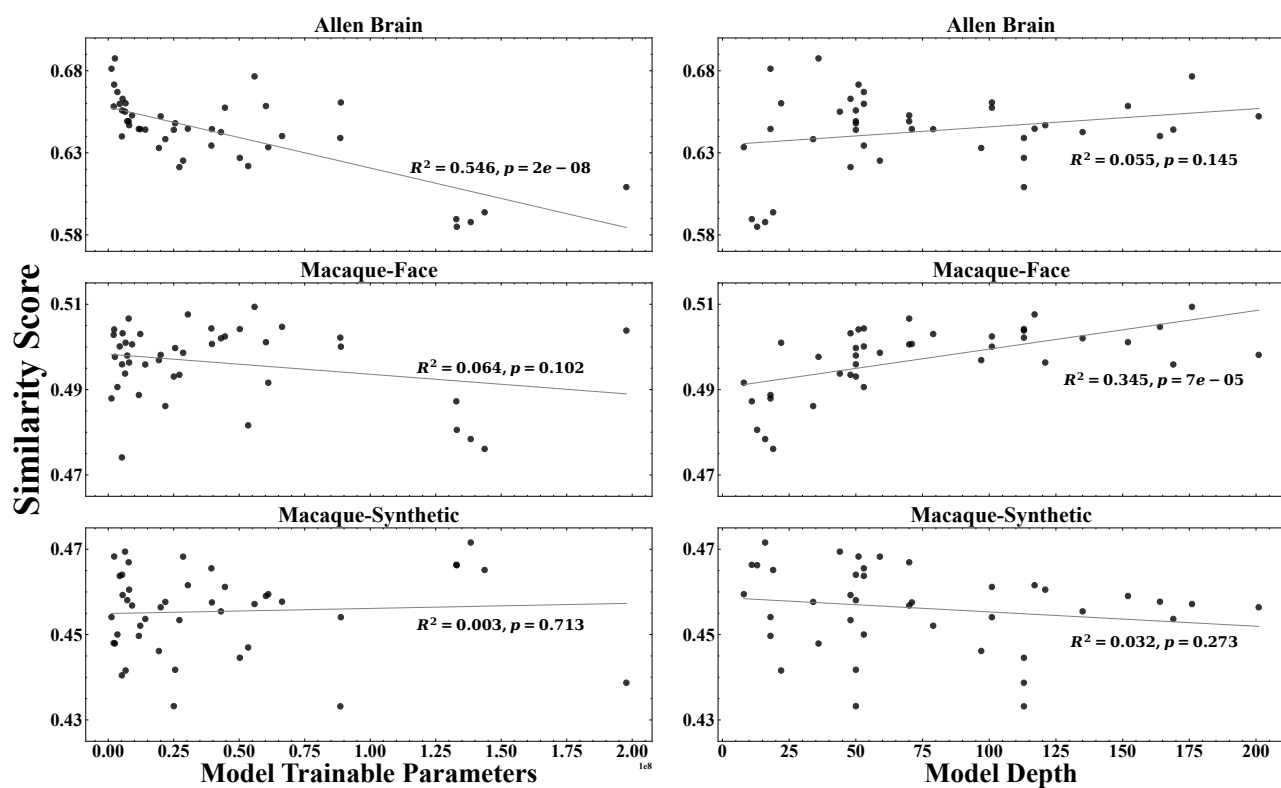 Allen Brain
Allen Brain
0.68
0.63
0.58
R² = 0.546, p = 2e − 08
0.68
0.63
0.58
R² = 0.055, p = 0.145
Macaque-Face
Macaque-Face
0.51
0.49
0.47
R² = 0.064, p = 0.102
0.51
0.49
0.47
R² = 0.345, p = 7e − 05
Similarity Score
Macaque-Synthetic
Macaque-Synthetic
0.47
0.45
0.43
R² = 0.003, p = 0.713
0.47
0.45
0.43
R² = 0.032, p = 0.273
0.00 0.25 0.50 0.75 1.00 1.25 1.50 1.75 2.00
1e8
Model Trainable Parameters
0 25 50 75 100 125 150 175 200
Model Depth